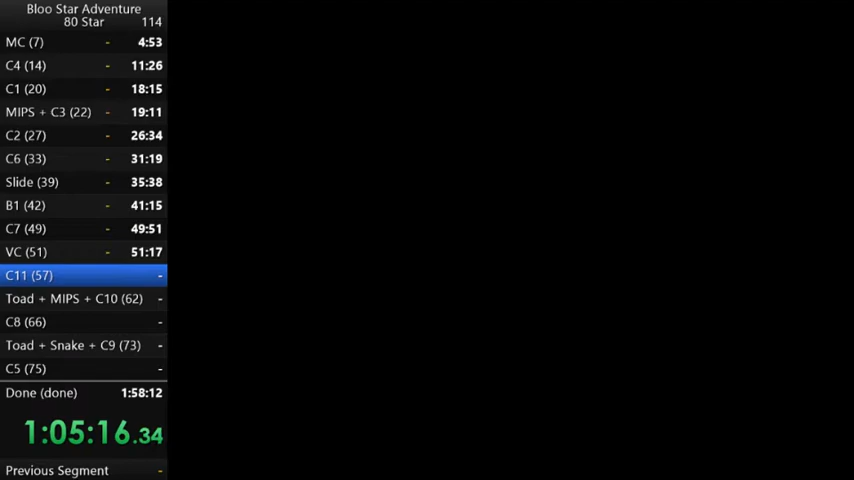 Bloo Star Adventure
80 Star 114
MC (7) - 4:53
C4 (14) - 11:26
C1 (20) - 18:15
MIPS + C3 (22) - 19:11
C2 (27) - 26:34
C6 (33) - 31:19
Slide (39) - 35:38
B1 (42) - 41:15
C7 (49) - 49:51
VC (51) - 51:17
C11 (57) -
Toad + MIPS + C10 (62) -
C8 (66) -
Toad + Snake + C9 (73) -
C5 (75) -
Done (done) 1:58:12
1:05:16.34
Previous Segment -